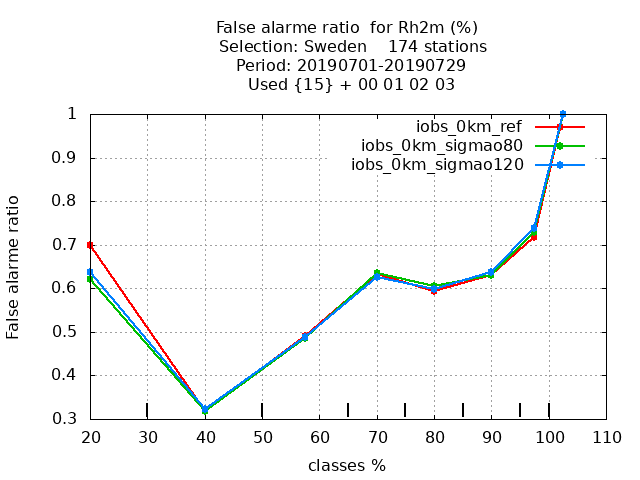 False alarme ratio  for Rh2m (%)
Selection: Sweden    174 stations
Period: 20190701-20190729
Used {15} + 00 01 02 03
iobs_0km_ref
iobs_0km_sigmao80
iobs_0km_sigmao120
False alarme ratio
1
0.9
0.8
0.7
0.6
0.5
0.4
0.3
20 30 40 50 60 70 80 90 100 110
classes %